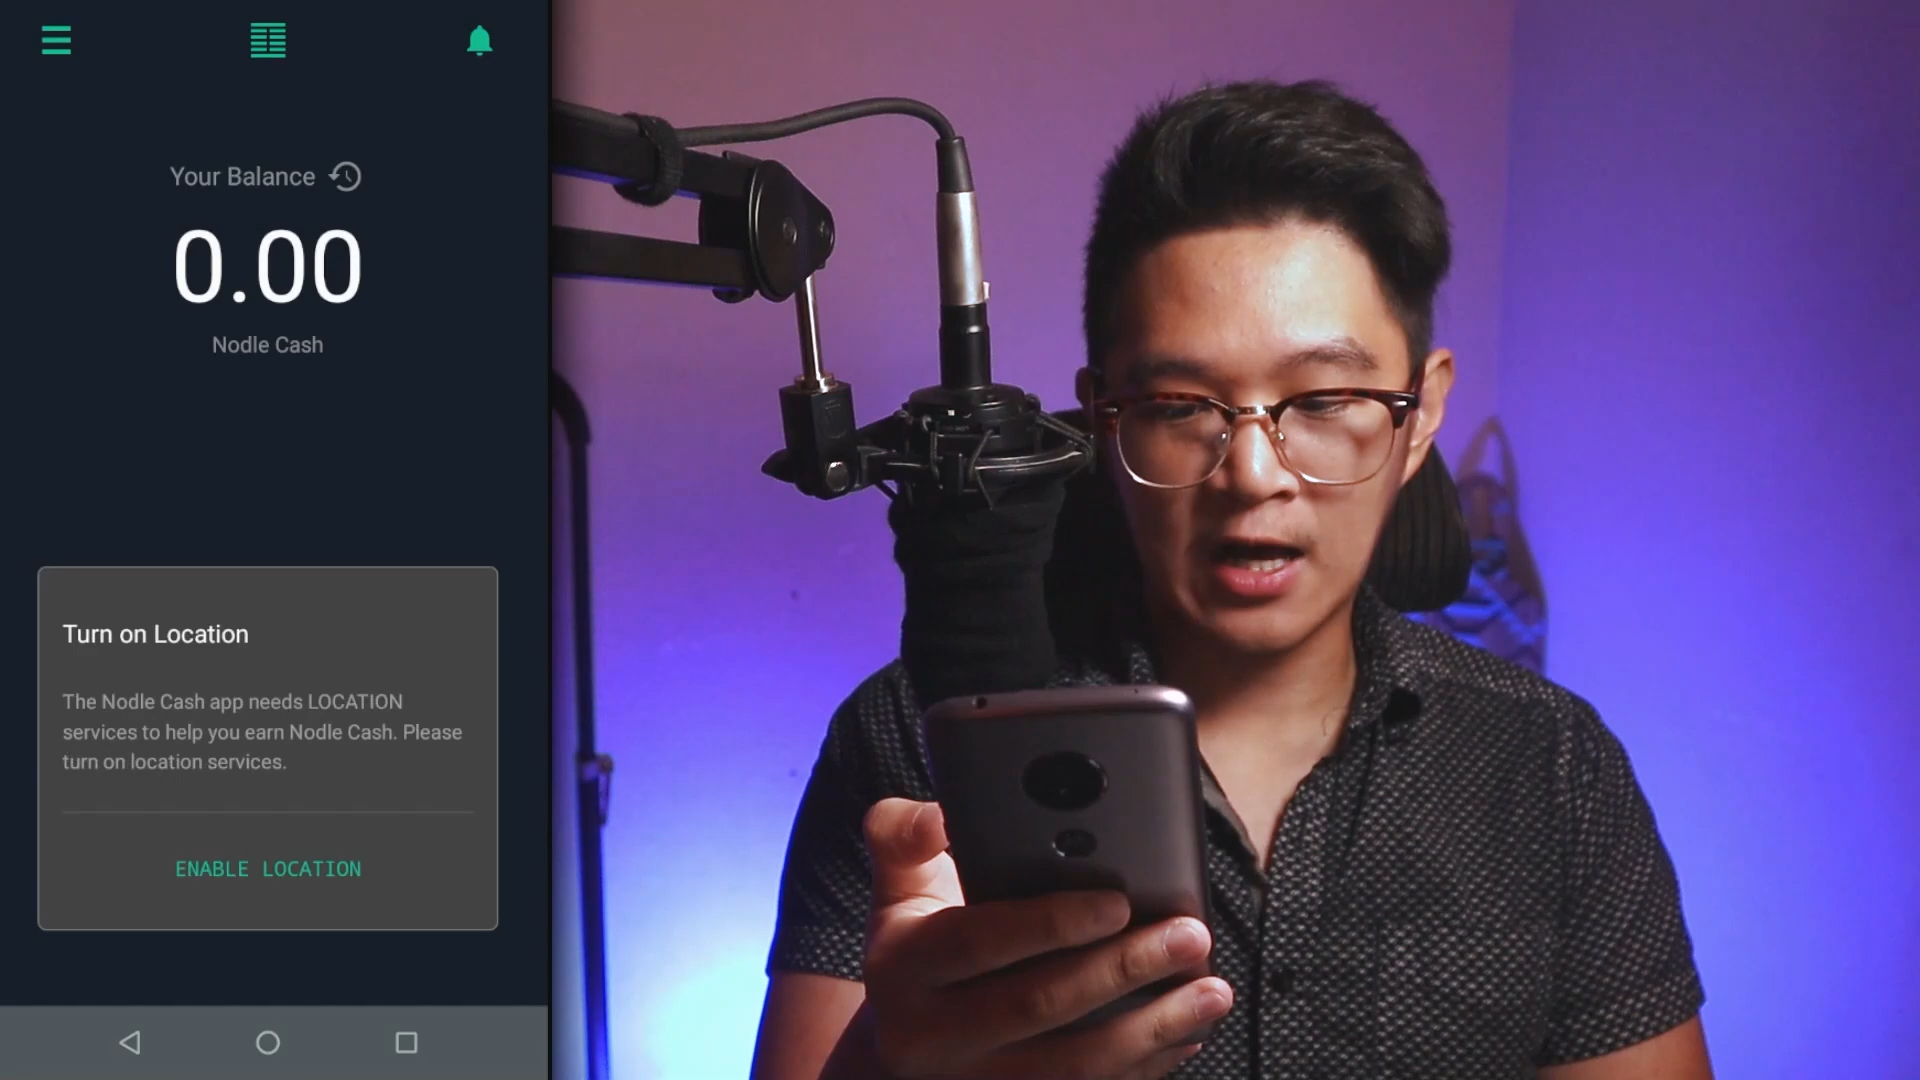 Your Balance
0.00
Nodle Cash
Turn on Location
The Nodle Cash app needs LOCATION
services to help you earn Nodle Cash. Please
turn on location services.
ENABLE LOCATION